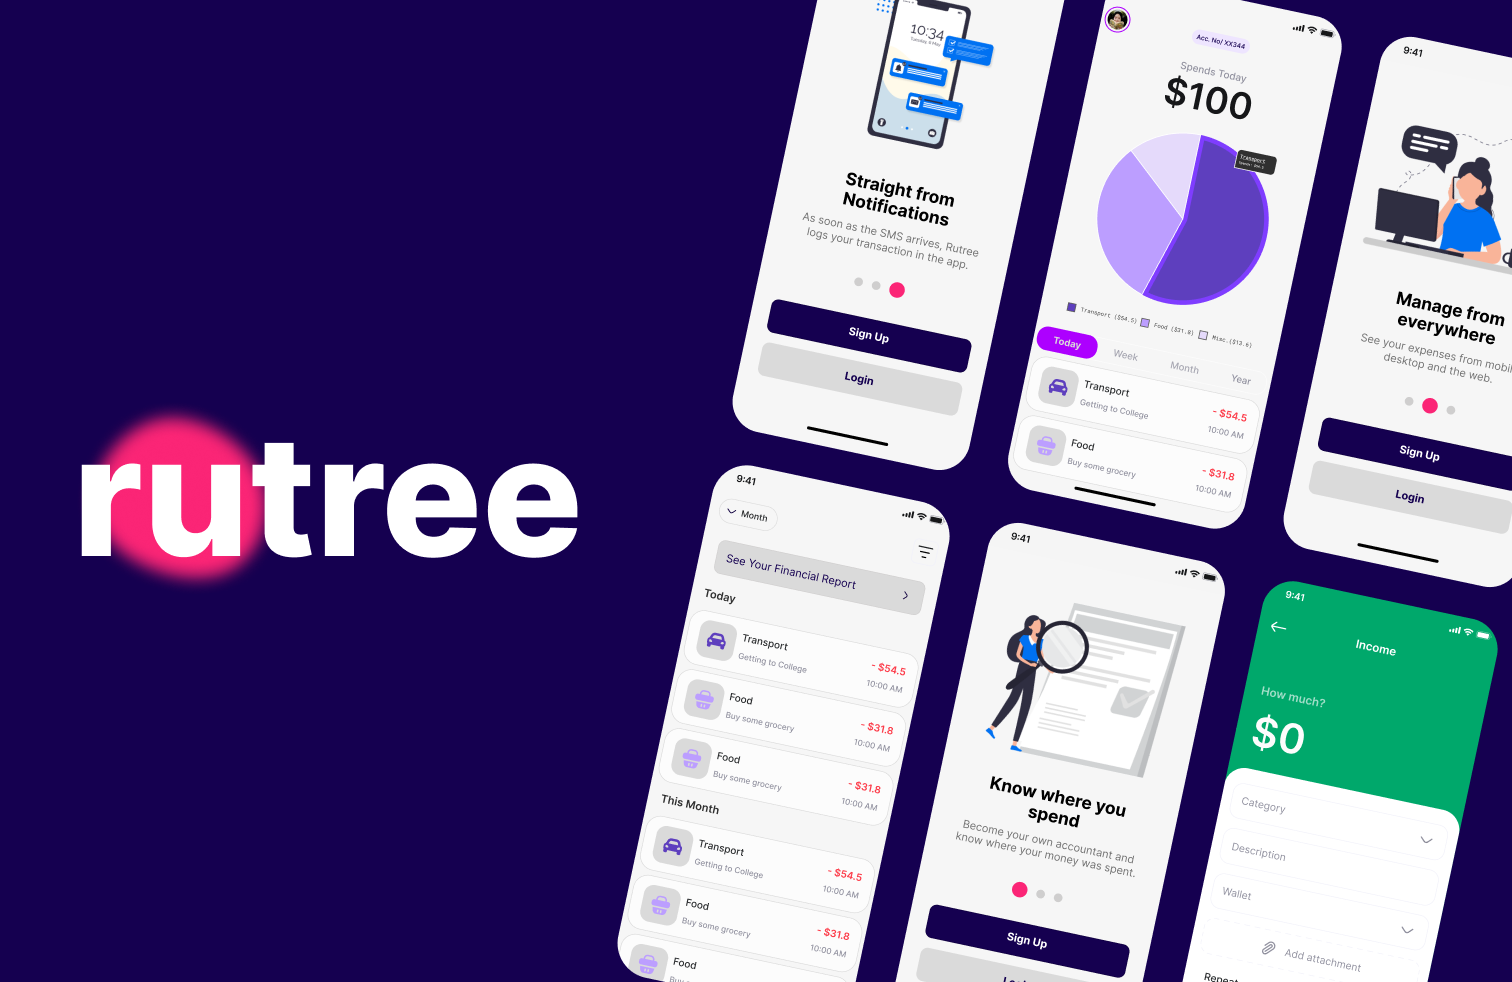 rutree
10:34
Tuesday, 6 May
Straight from
Notifications
As soon as the SMS arrives, Rutree
logs your transaction in the app.
Sign Up
Login
Acc. No/ XX344
Spends Today
$100
Transport
Transport ($54.5)
Food ($31.8)
Misc.($13.6)
Today
Week
Month
Year
Transport
Getting to College
- $54.5
10:00 AM
Food
Buy some grocery
- $31.8
10:00 AM
9:41
Manage from
everywhere
See your expenses from
desktop and the web.
Sign Up
Login
9:41
Month
See Your Financial Report
Today
Transport
Getting to College
- $54.5
10:00 AM
Food
Buy some grocery
- $31.8
10:00 AM
Food
Buy some grocery
- $31.8
10:00 AM
This Month
Transport
Getting to College
- $54.5
10:00 AM
Food
Buy some grocery
- $31.8
10:00 AM
Food
9:41
Know where you
spend
Become your own accountant and
know where your money was spent.
Sign Up
9:41
Income
How much?
$0
Category
Description
Wallet
Add attachment
Repeat